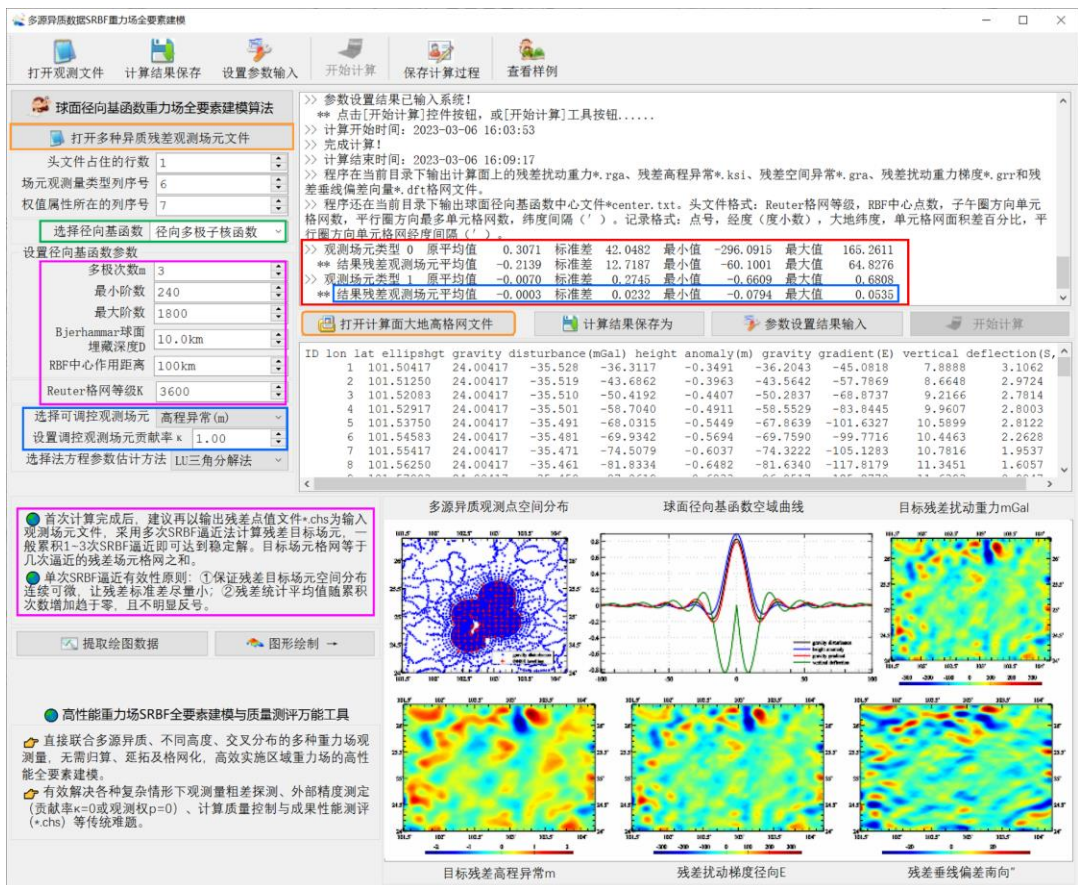 多源异质数据SRBF重力场全要素建模
打开观测文件 计算结果保存 设置参数输入 开始计算 保存计算过程 查看样例
球面径向基函数重力场全要素建模算法
打开多种异质残差观测场元文件
头文件占住的行数 1
场元观测量类型列序号 6
权值属性所在的列序号 7
选择径向基函数 径向多极子核函数
设置径向基函数参数
多极次数m 3
最小阶数 240
最大阶数 1800
Bjerhammar球面
埋藏深度D 10.0km
RBF中心作用距离 100km
Reuter格网等级K 3600
选择可调控观测场元 高程异常(m)
设置调控观测场元贡献率κ 1.00
选择法方程参数估计方法 LU三角分解法
>> 参数设置结果已输入系统!
** 点击[开始计算]控件按钮，或[开始计算]工具按钮......
>> 计算开始时间: 2023-03-06 16:03:53
>> 完成计算!
>> 计算结束时间: 2023-03-06 16:09:17
>> 程序在当前目录下输出计算面上的残差扰动重力*.rga、残差高程异常*.ksi、残差空间异常*.gra、残差扰动重力梯度*.grr和残
差垂线偏差向量*.dft格网文件。
>> 程序还在当前目录下输出球面径向基函数中心文件*center.txt。头文件格式: Reuter格网等级，RBF中心点数，子午圈方向单元
格网数，平行圈方向最多单元格网数，纬度间隔（′）。记录格式: 点号，经度（度小数），大地纬度，单元格网面积差百分比，平
行圈方向单元格网经度间隔（′）。
>> 观测场元类型 0 原平均值 0.3071 标准差 42.0482 最小值 -296.0915 最大值 165.2611
** 结果残差观测场元平均值 -0.2139 标准差 12.7187 最小值 -60.1001 最大值 64.8276
>> 观测场元类型 1 原平均值 -0.0070 标准差 0.2745 最小值 -0.6609 最大值 0.6808
** 结果残差观测场元平均值 -0.0003 标准差 0.0232 最小值 -0.0794 最大值 0.0535
打开计算面大地高格网文件 计算结果保存为 参数设置结果输入 开始计算
ID lon lat ellipshgt gravity disturbance(mGal) height anomaly(m) gravity gradient(E) vertical deflection(S,
1 101.50417 24.00417 -35.528 -36.3117 -0.3491 -36.2043 -45.0818 7.8888 3.1062
2 101.51250 24.00417 -35.519 -43.6862 -0.3963 -43.5642 -57.7869 8.6648 2.9724
3 101.52083 24.00417 -35.510 -50.4192 -0.4407 -50.2837 -68.8737 9.2166 2.7814
4 101.52917 24.00417 -35.501 -58.7040 -0.4911 -58.5529 -83.8445 9.9607 2.8003
5 101.53750 24.00417 -35.491 -68.0315 -0.5449 -67.8639 -101.6327 10.5899 2.8122
6 101.54583 24.00417 -35.481 -69.9342 -0.5694 -69.7590 -99.7716 10.4463 2.2628
7 101.55417 24.00417 -35.471 -74.5079 -0.6037 -74.3222 -105.1283 10.7816 1.9537
8 101.56250 24.00417 -35.461 -81.8334 -0.6482 -81.6340 -117.8179 11.3451 1.6057
首次计算完成后，建议再以输出残差点值文件*.chs为输入
观测场元文件，采用多次SRBF逼近法计算残差目标场元，一
般累积1~3次SRBF逼近即可达到稳定解。目标场元格网等于
几次逼近的残差场元格网之和。
单次SRBF逼近有效性原则: ①保证残差目标场元空间分布
连续可微，让残差标准差尽量小; ②残差统计平均值随累积
次数增加趋于零，且不明显反号。
提取绘图数据 图形绘制 →
高性能重力场SRBF全要素建模与质量测评万能工具
直接联合多源异质、不同高度、交叉分布的多种重力场观
测量，无需归算、延拓及格网化，高效实施区域重力场的高性
能全要素建模。
有效解决各种复杂情形下观测量粗差探测、外部精度测定
(贡献率κ=0或观测权p=0）、计算质量控制与成果性能测评
(*.chs）等传统难题。
多源异质观测点空间分布 球面径向基函数空域曲线 目标残差扰动重力mGal
gravity disturbance
height anomaly
gravity gradient
vertical deflection
目标残差高程异常m 残差扰动梯度径向E 残差垂线偏差南向"